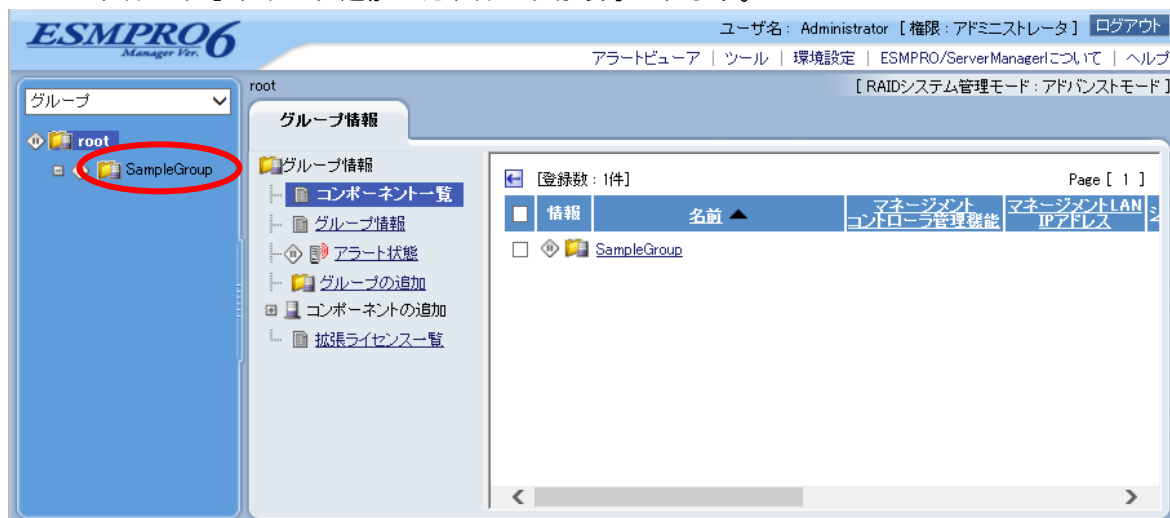 ESMPRO6
Manager Ver.
ユーザ名 : Administrator [ 権限 : アドミニストレータ ] ログアウト
アラートビューア | ツール | 環境設定 | ESMPRO/ServerManagerについて | ヘルプ
グループ
root
SampleGroup
root
[ RAIDシステム管理モード : アドバンストモード ]
グループ情報
グループ情報
コンポーネント一覧
グループ情報
アラート状態
グループの追加
コンポーネントの追加
拡張ライセンス一覧
[登録数 : 1件]
Page [ 1 ]
情報 名前 ▲ マネージメントコントローラ管理機能 マネージメントLAN IPアドレス
SampleGroup